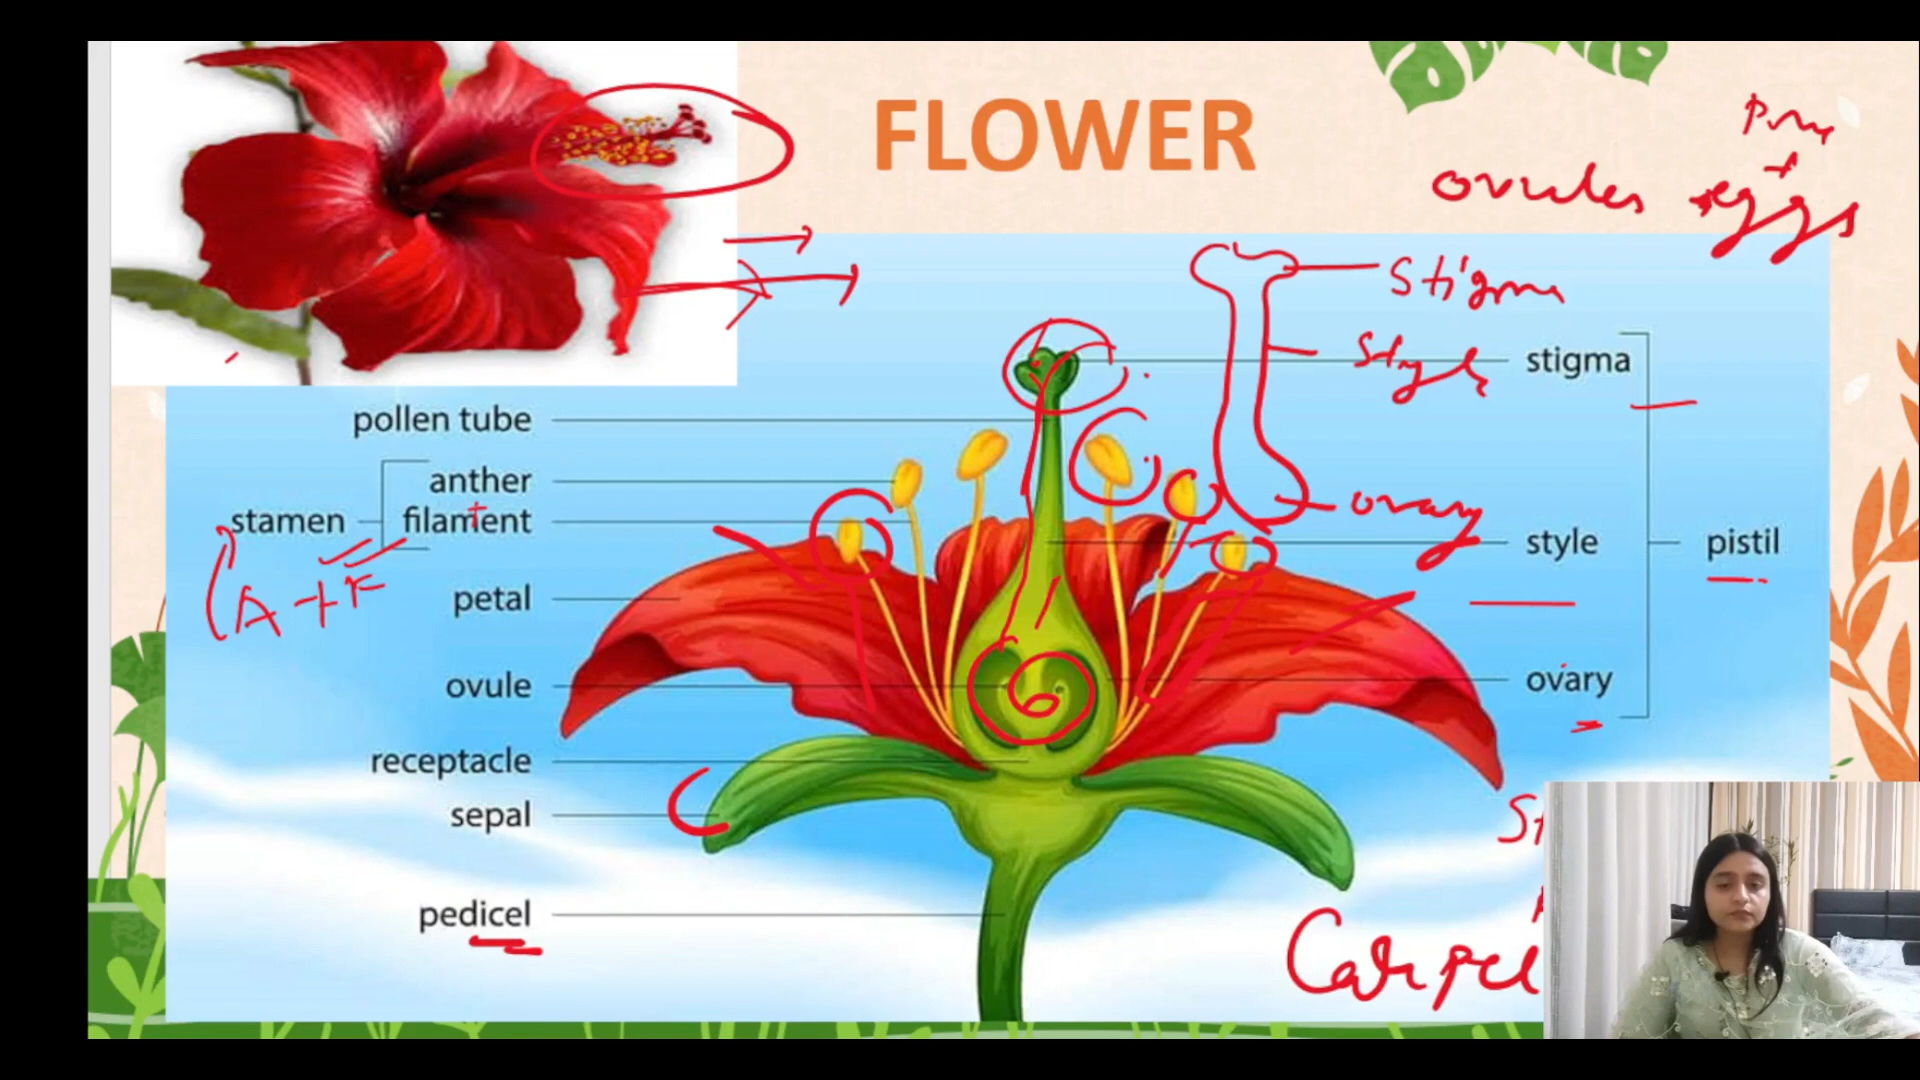 FLOWER
ovules eggs
Stigma
Style
stigma
pollen tube
anther
stamen
filament
ovary
style
pistil
A + F
petal
ovule
ovary
receptacle
sepal
pedicel
Carpel